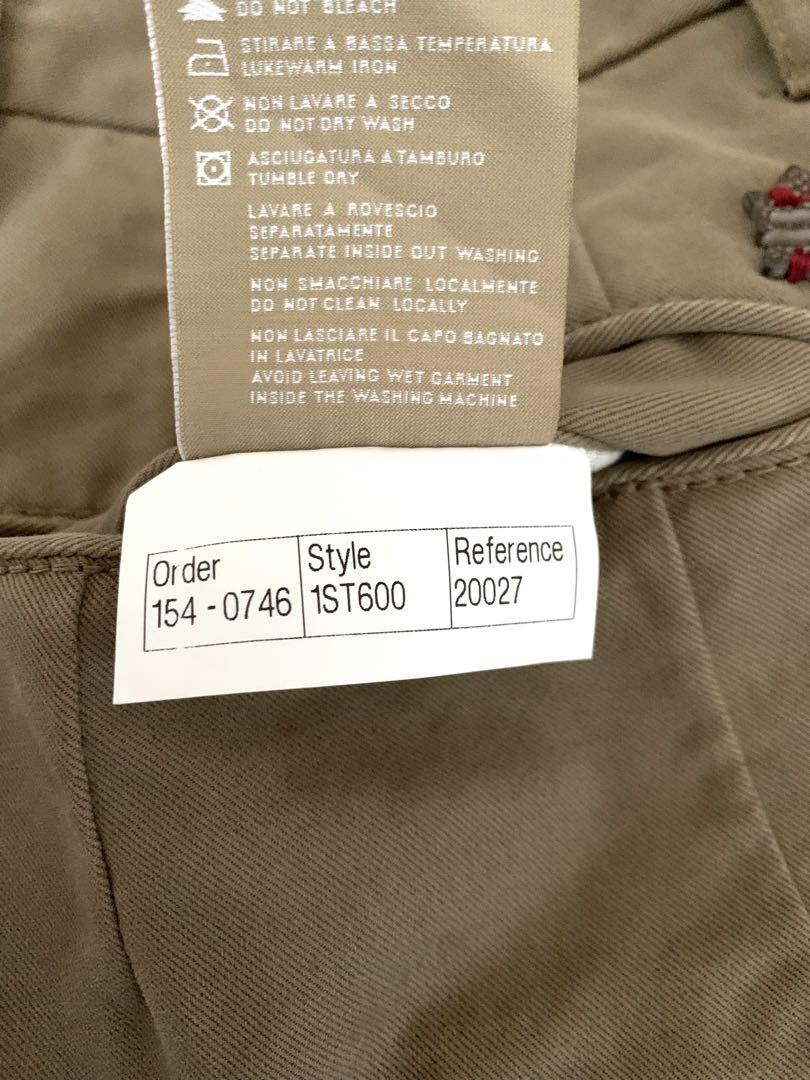 DO NOT BLEACH
STIRARE A BASSA TEMPERATURA
LUKEWARM IRON
NON LAVARE A SECCO
DO NOT DRY WASH
ASCIUGATURA A TAMBURO
TUMBLE DRY
LAVARE A ROVESCIO
SEPARATAMENTE
SEPARATE INSIDE OUT WASHING
NON SMACCHIARE LOCALMENTE
DO NOT CLEAN LOCALLY
NON LASCIARE IL CAPO BAGNATO
IN LAVATRICE
AVOID LEAVING WET GARMENT
INSIDE THE WASHING MACHINE
Order Style Reference
154-0746 1ST600 20027